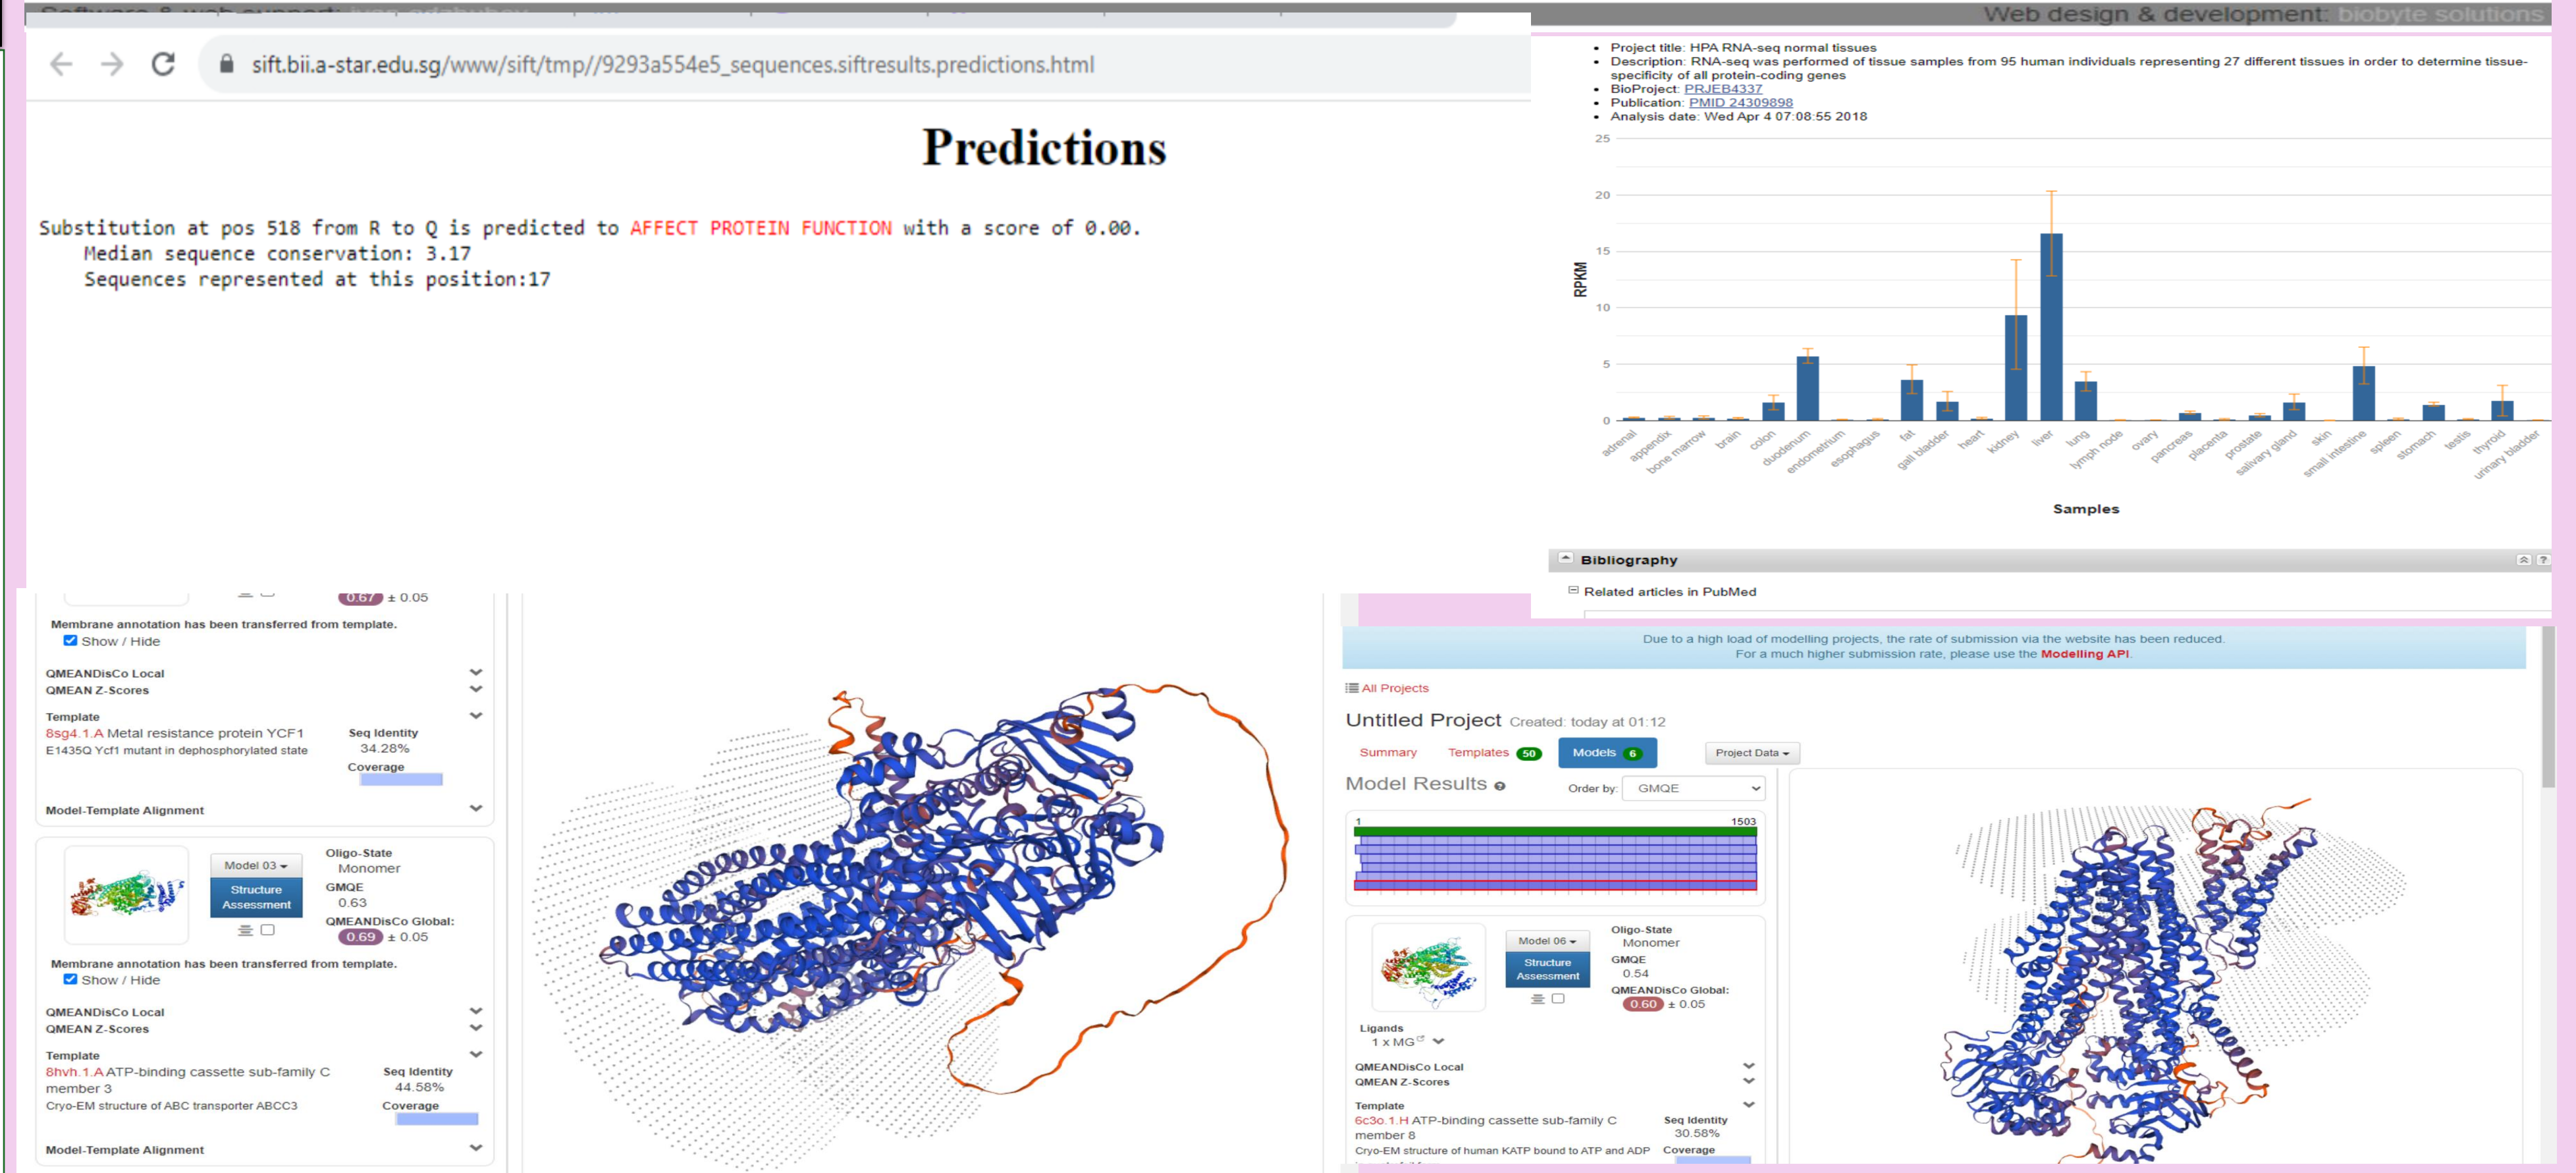 Software & web support: ivan adzhubey
Web design & development: biobyte solutions
sift.bii.a-star.edu.sg/www/sift/tmp//9293a554e5_sequences.siftresults.predictions.html
Predictions
Substitution at pos 518 from R to Q is predicted to AFFECT PROTEIN FUNCTION with a score of 0.00.
Median sequence conservation: 3.17
Sequences represented at this position:17
• Project title: HPA RNA-seq normal tissues
• Description: RNA-seq was performed of tissue samples from 95 human individuals representing 27 different tissues in order to determine tissue-
specificity of all protein-coding genes
• BioProject: PRJEB4337
• Publication: PMID 24309898
• Analysis date: Wed Apr 4 07:08:55 2018
25
20
15
10
5
0
RPKM
adrenal
appendix
bone marrow
brain
colon
duodenum
endometrium
esophagus
fat
gall bladder
heart
kidney
liver
lung
lymph node
ovary
pancreas
placenta
prostate
salivary gland
skin
small intestine
spleen
stomach
testis
thyroid
urinary bladder
Samples
Bibliography
?
Related articles in PubMed
0.67 ± 0.05
Membrane annotation has been transferred from template.
Show / Hide
QMEANDisCo Local
QMEAN Z-Scores
Template
8sg4.1.A Metal resistance protein YCF1
E1435Q Ycf1 mutant in dephosphorylated state
Seq Identity
34.28%
Coverage
Model-Template Alignment
Model 03
Structure
Assessment
Oligo-State
Monomer
GMQE
0.63
QMEANDisCo Global:
0.69 ± 0.05
Membrane annotation has been transferred from template.
Show / Hide
QMEANDisCo Local
QMEAN Z-Scores
Template
8hvh.1.A ATP-binding cassette sub-family C
member 3
Cryo-EM structure of ABC transporter ABCC3
Seq Identity
44.58%
Coverage
Model-Template Alignment
Due to a high load of modelling projects, the rate of submission via the website has been reduced.
For a much higher submission rate, please use the Modelling API.
All Projects
Untitled Project Created: today at 01:12
Summary Templates 50 Models 6 Project Data
Model Results ?
Order by: GMQE
1 1503
Model 06
Structure
Assessment
Oligo-State
Monomer
GMQE
0.54
QMEANDisCo Global:
0.60 ± 0.05
Ligands
1 x MG
QMEANDisCo Local
QMEAN Z-Scores
Template
6c3o.1.H ATP-binding cassette sub-family C
member 8
Cryo-EM structure of human KATP bound to ATP and ADP
Seq Identity
30.58%
Coverage